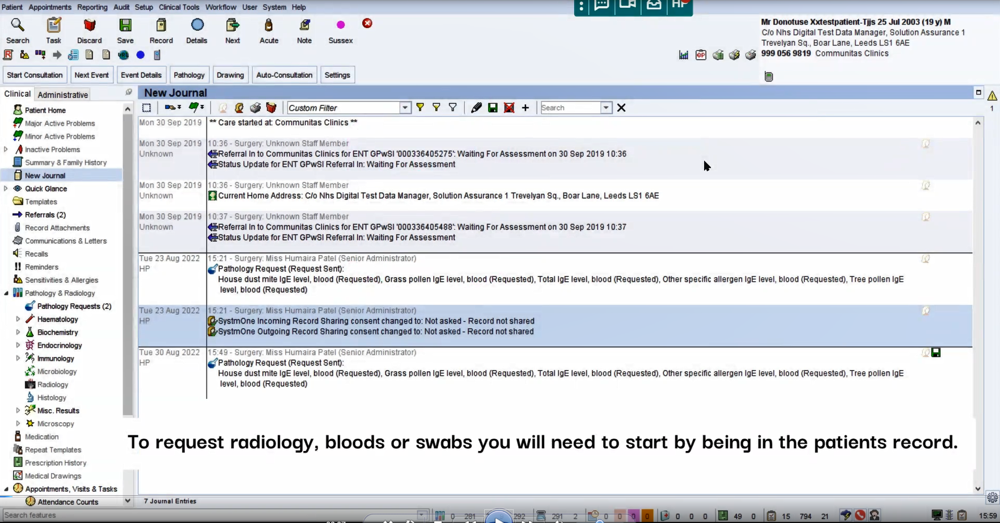 Patient Appointments Reporting Audit Setup Clinical Tools Workflow User System Help
HP
Search Task Discard Save Record Details Next Acute Note Sussex
Mr Donotuse Xxtestpatient-Tjjs 25 Jul 2003 (19 y) M
C/o Nhs Digital Test Data Manager, Solution Assurance 1
Trevelyan Sq., Boar Lane, Leeds LS1 6AE
999 056 9819 Communitas Clinics
Start Consultation Next Event Event Details Pathology Drawing Auto-Consultation Settings
Clinical Administrative
New Journal
1
Custom Filter
Search
Patient Home
Major Active Problems
Minor Active Problems
Inactive Problems
Summary & Family History
New Journal
Quick Glance
Templates
Referrals (2)
Record Attachments
Communications & Letters
Recalls
Reminders
Sensitivities & Allergies
Pathology & Radiology
Pathology Requests (2)
Haematology
Biochemistry
Endocrinology
Immunology
Microbiology
Radiology
Histology
Misc. Results
Microscopy
Medication
Repeat Templates
Prescription History
Medical Drawings
Appointments, Visits & Tasks
Attendance Counts
Mon 30 Sep 2019 ** Care started at: Communitas Clinics **
Mon 30 Sep 2019 10:36 - Surgery: Unknown Staff Member
Unknown Referral In to Communitas Clinics for ENT GPwSI '000336405275': Waiting For Assessment on 30 Sep 2019 10:36
Status Update for ENT GPwSI Referral In: Waiting For Assessment
Mon 30 Sep 2019 10:36 - Surgery: Unknown Staff Member
Unknown Current Home Address: C/o Nhs Digital Test Data Manager, Solution Assurance 1 Trevelyan Sq., Boar Lane, Leeds LS1 6AE
Mon 30 Sep 2019 10:37 - Surgery: Unknown Staff Member
Unknown Referral In to Communitas Clinics for ENT GPwSI '000336405488': Waiting For Assessment on 30 Sep 2019 10:37
Status Update for ENT GPwSI Referral In: Waiting For Assessment
Tue 23 Aug 2022 15:21 - Surgery: Miss Humaira Patel (Senior Administrator)
HP Pathology Request (Request Sent):
House dust mite IgE level, blood (Requested), Grass pollen IgE level, blood (Requested), Total IgE level, blood (Requested), Other specific allergen IgE level, blood (Requested), Tree pollen IgE
level, blood (Requested)
Tue 23 Aug 2022 15:21 - Surgery: Miss Humaira Patel (Senior Administrator)
HP SystmOne Incoming Record Sharing consent changed to: Not asked - Record not shared
SystmOne Outgoing Record Sharing consent changed to: Not asked - Record not shared
Tue 30 Aug 2022 15:49 - Surgery: Miss Humaira Patel (Senior Administrator)
HP Pathology Request (Request Sent):
House dust mite IgE level, blood (Requested), Grass pollen IgE level, blood (Requested), Total IgE level, blood (Requested), Other specific allergen IgE level, blood (Requested), Tree pollen IgE
level, blood (Requested)
To request radiology, bloods or swabs you will need to start by being in the patients record.
7 Journal Entries
Search features
0 281 292 291 2 0 0 0 0 0 0 0 49 0 15 794 21 15:59